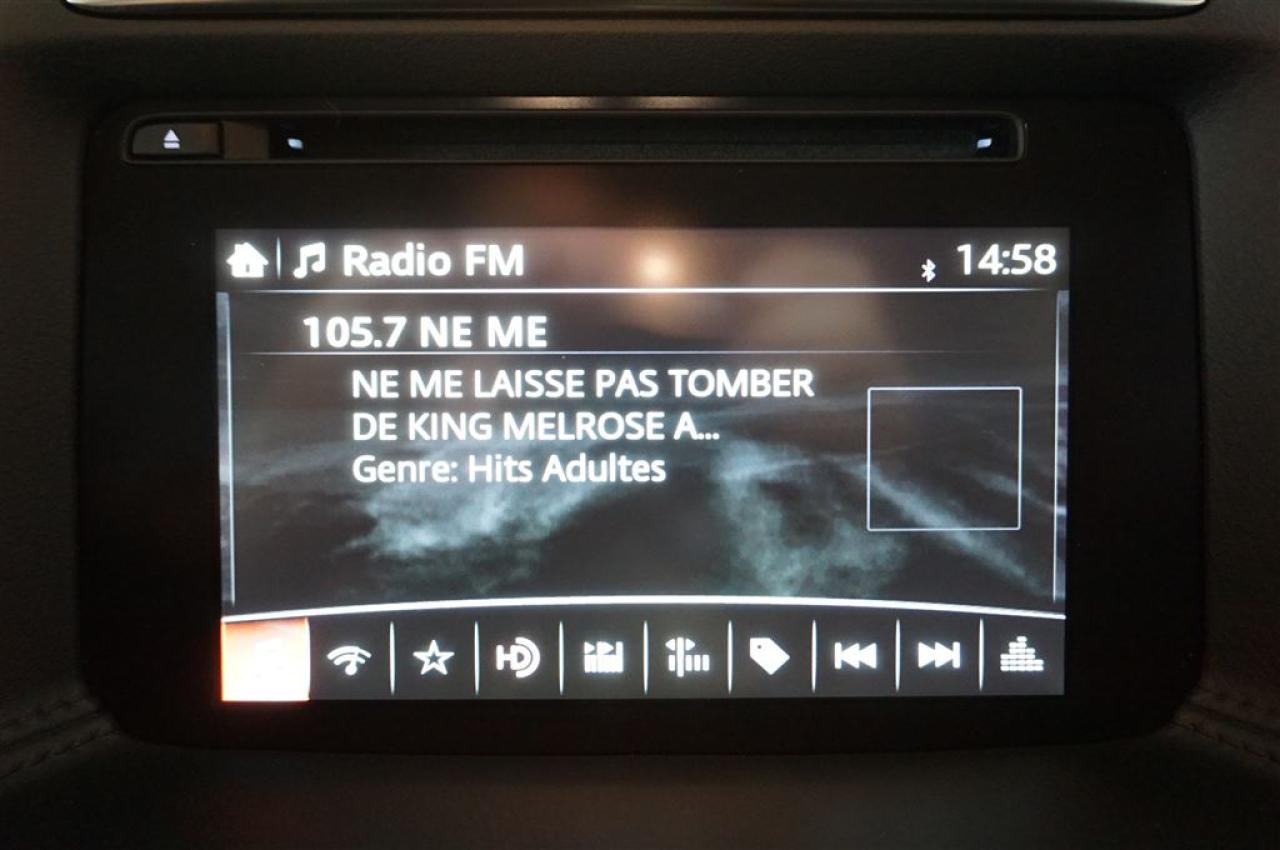 Radio FM
14:58
105.7 NE ME
NE ME LAISSE PAS TOMBER
DE KING MELROSE A...
Genre: Hits Adultes
HD